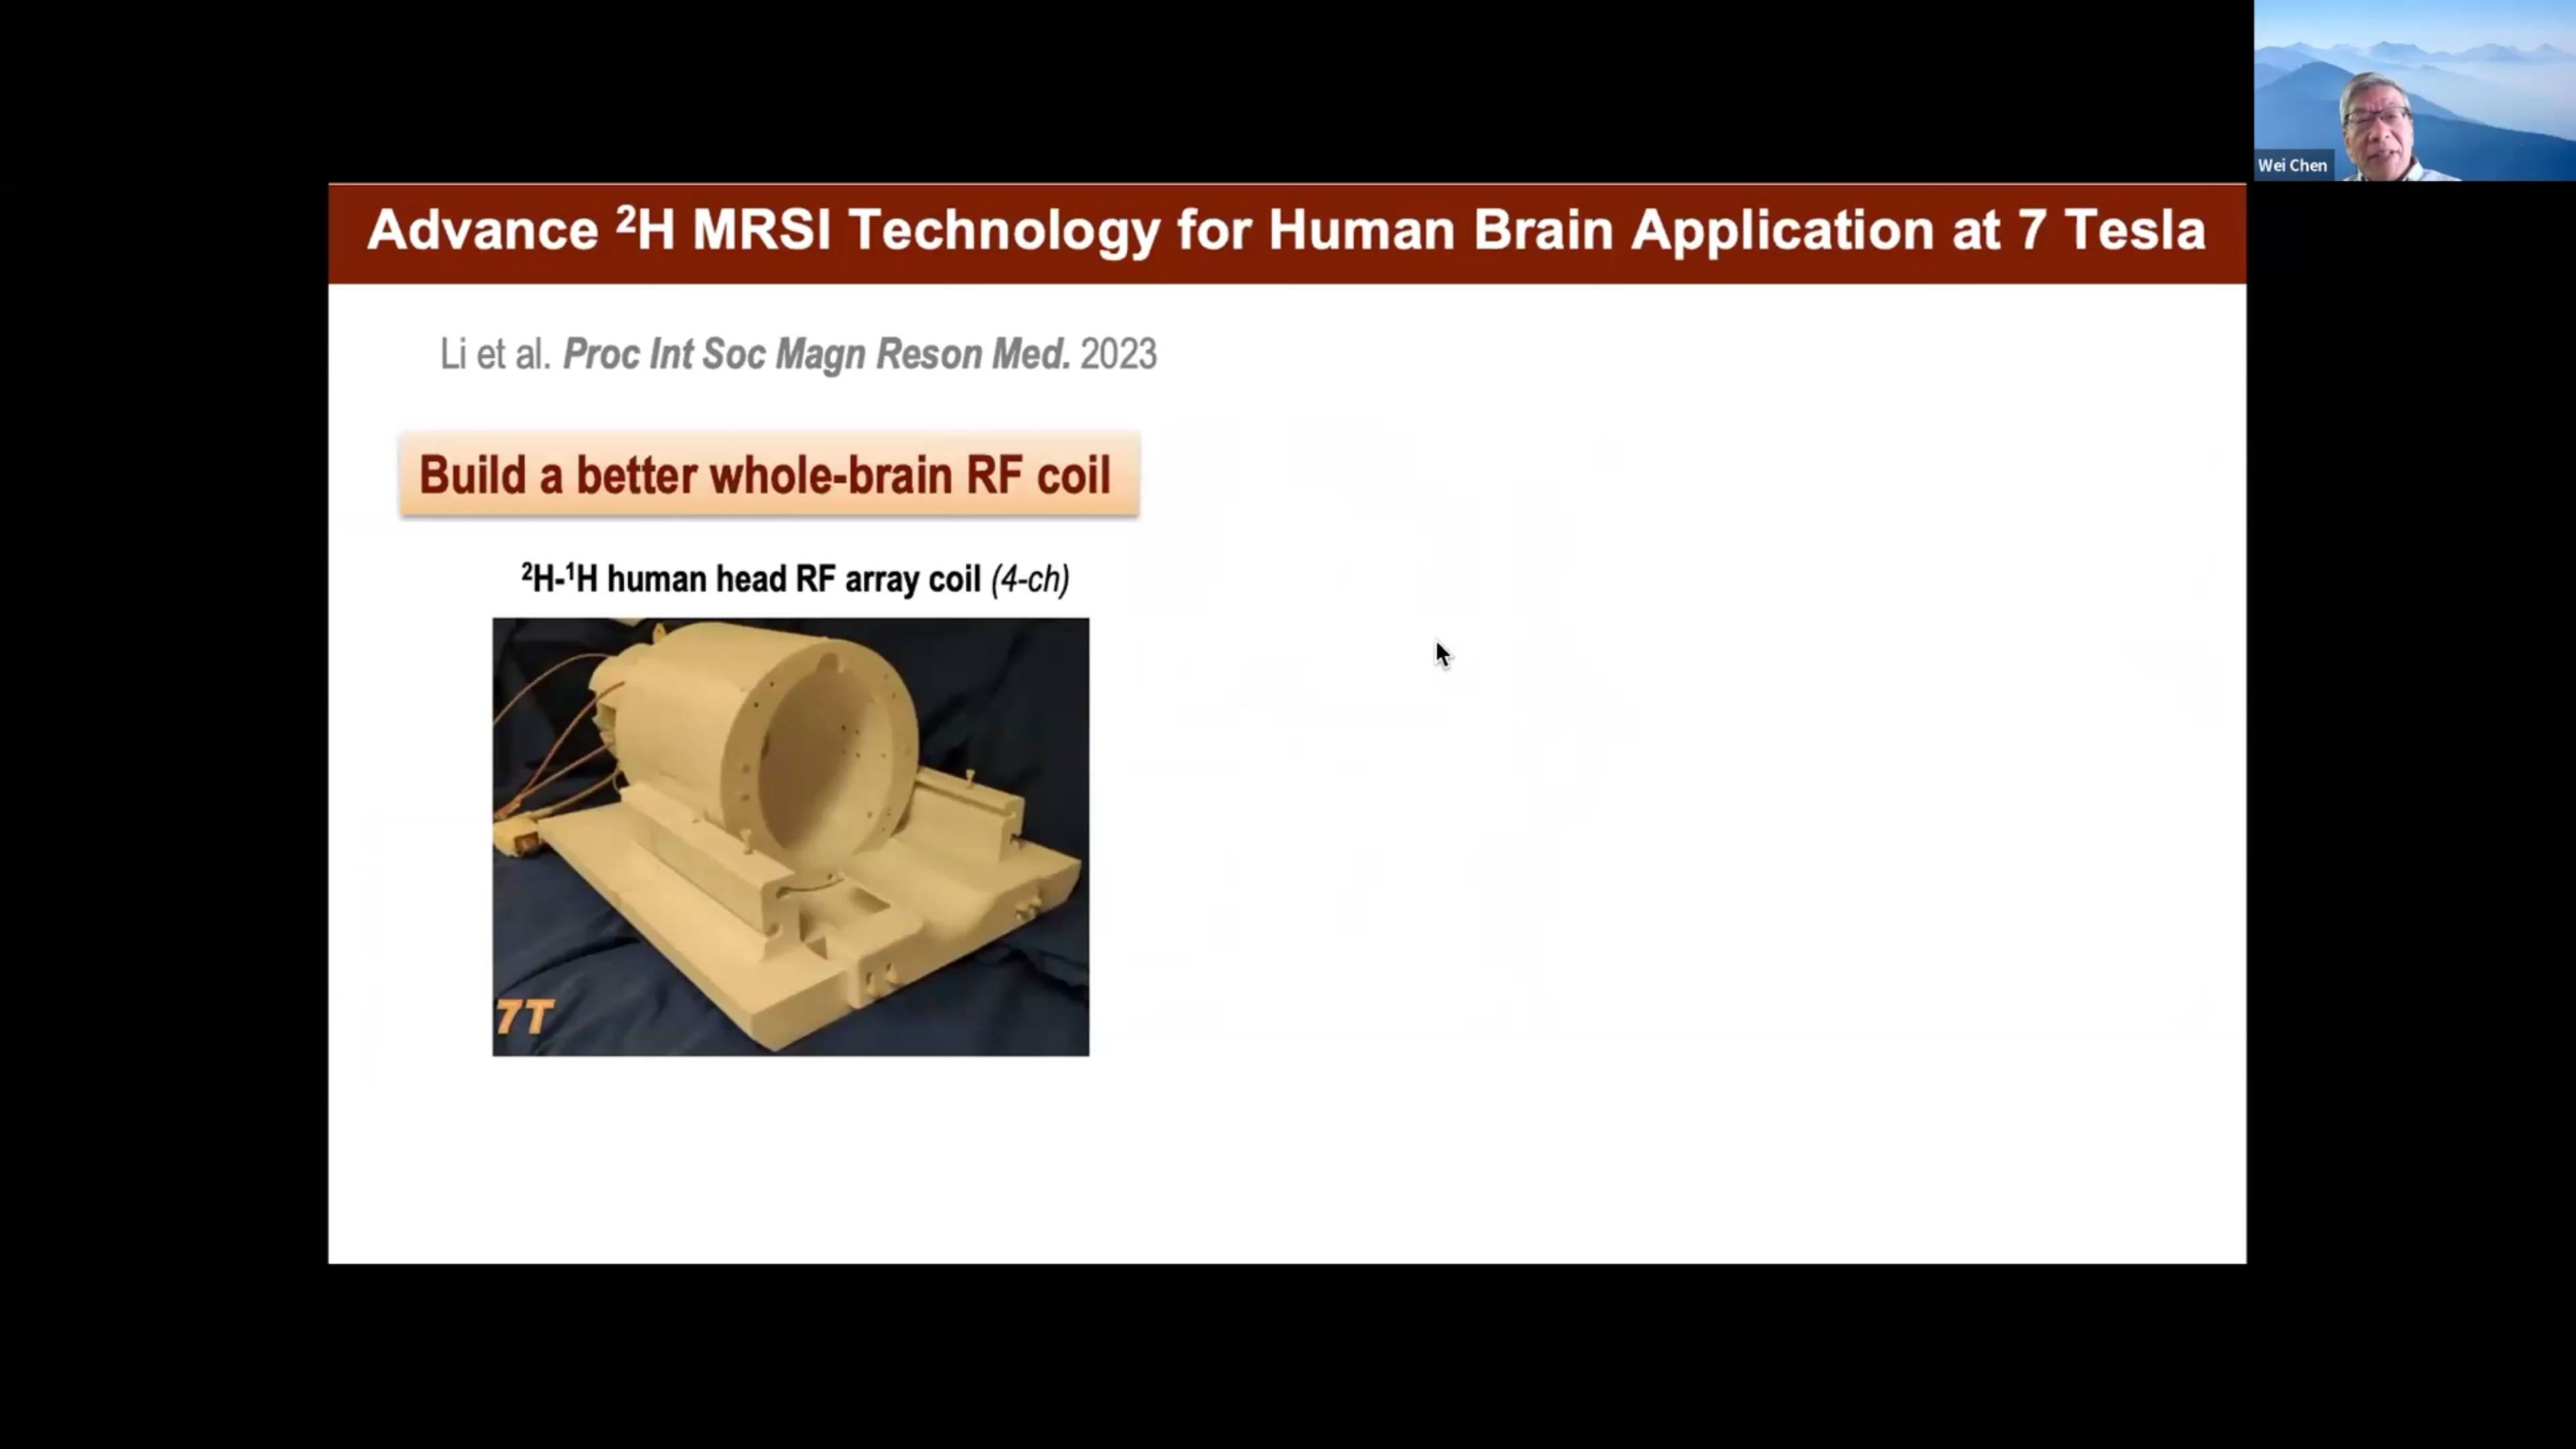 Wei Chen
Advance ²H MRSI Technology for Human Brain Application at 7 Tesla
Li et al. Proc Int Soc Magn Reson Med. 2023
Build a better whole-brain RF coil
²H-¹H human head RF array coil (4-ch)
7T